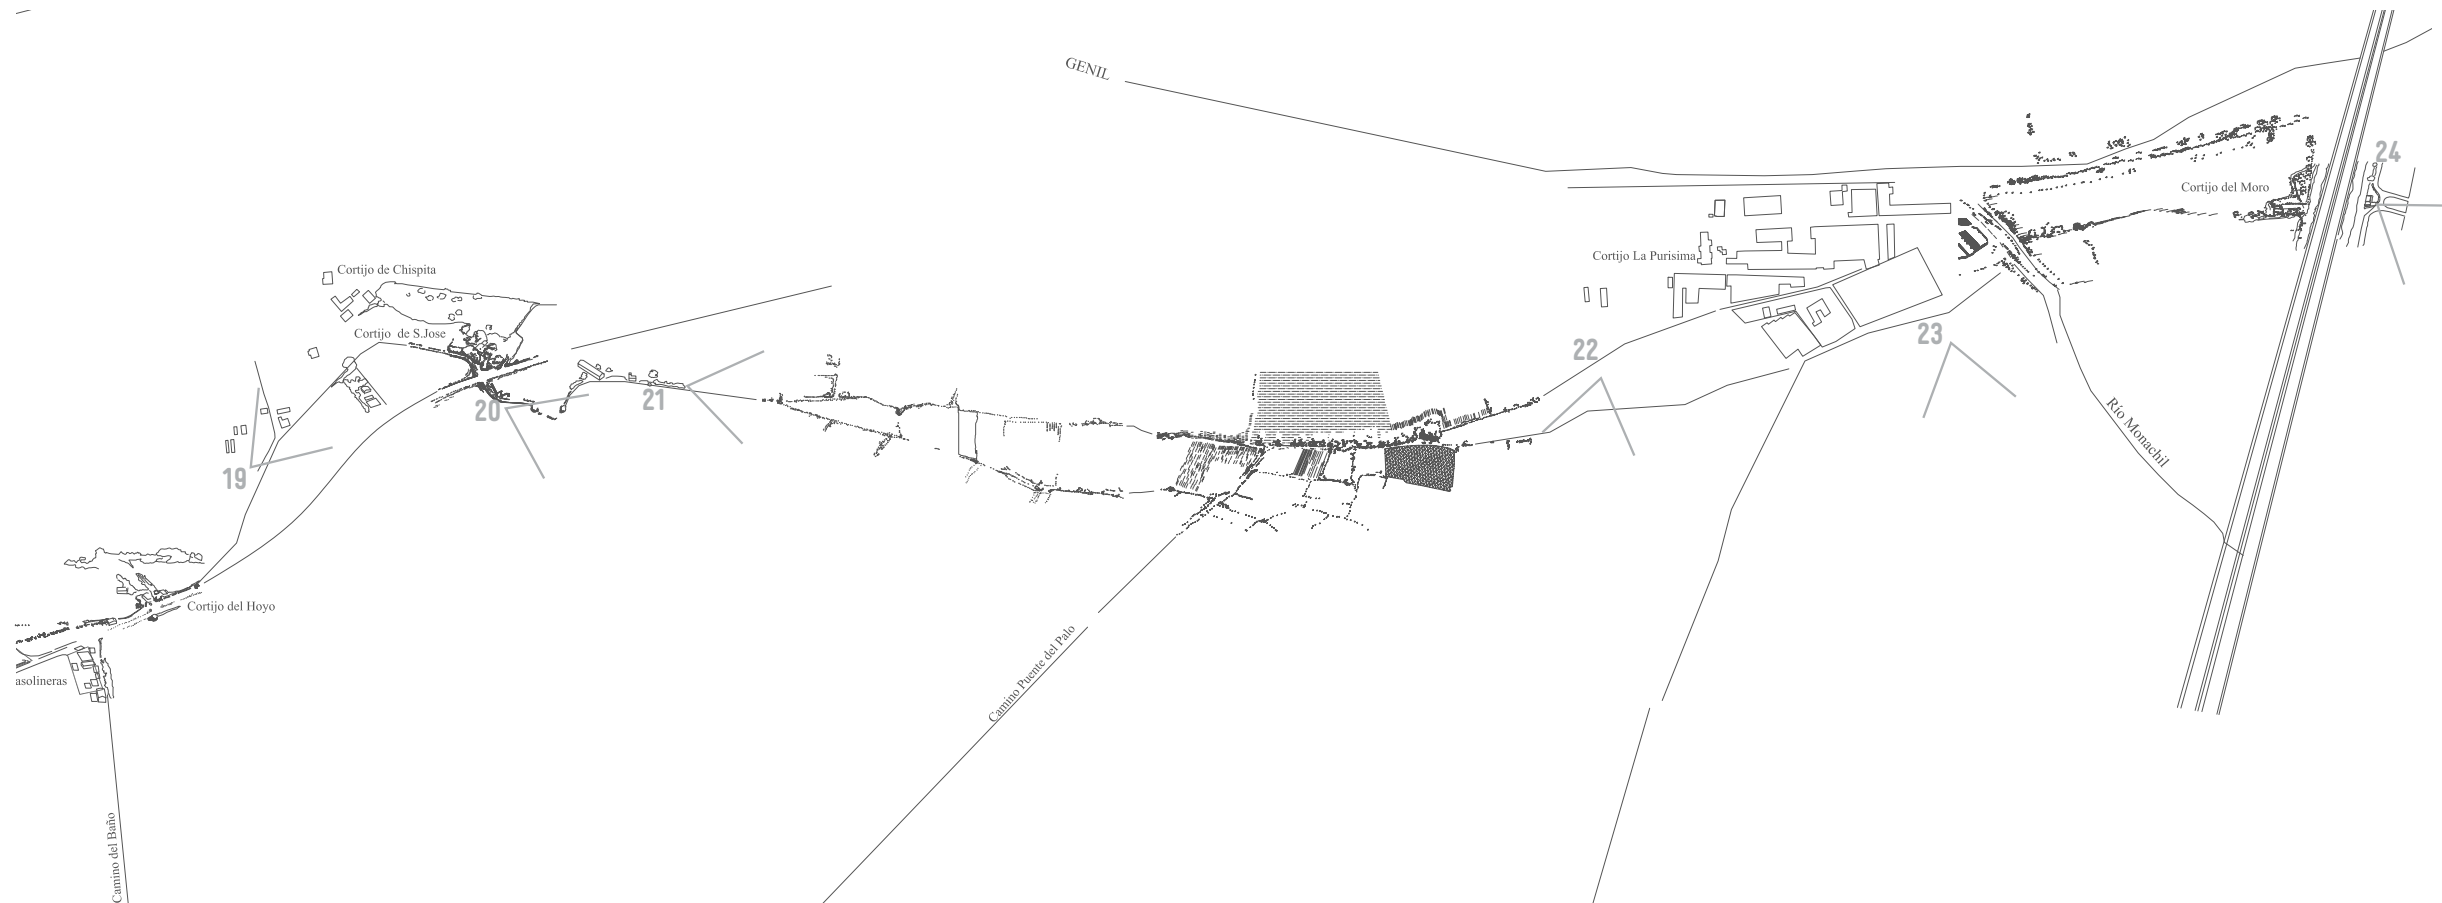 GENIL
24
Cortijo del Moro
Cortijo La Purisima
Cortijo de Chispita
Cortijo de S.Jose
23
22
21
20
19
Río Monachil
Cortijo del Hoyo
asolineras
Camino Puente del Palo
Camino del Baño